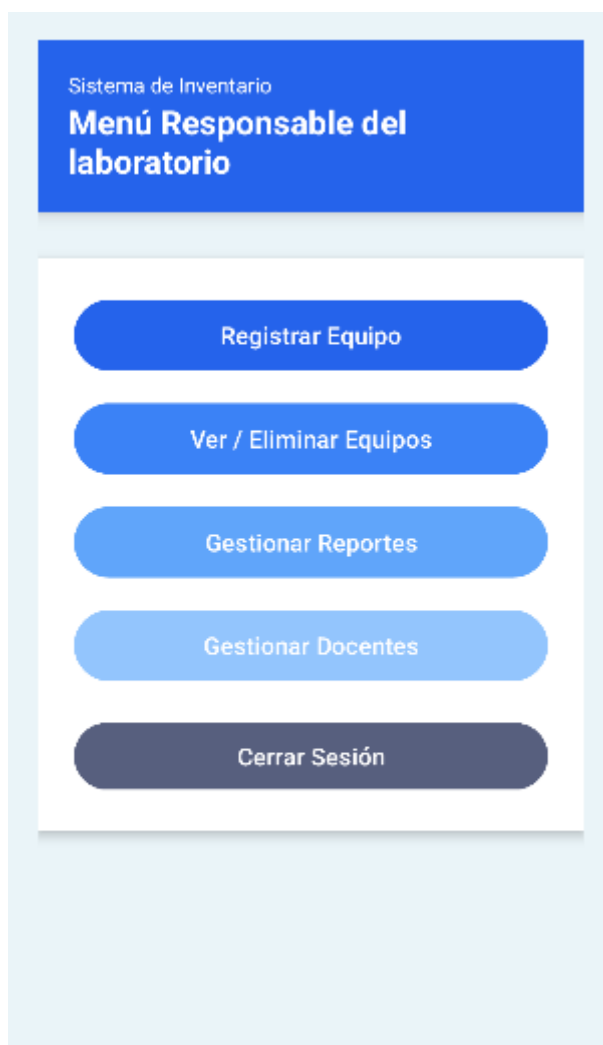 Sistema de Inventario
Menú Responsable del
laboratorio
Registrar Equipo
Ver / Eliminar Equipos
Gestionar Reportes
Gestionar Docentes
Cerrar Sesión